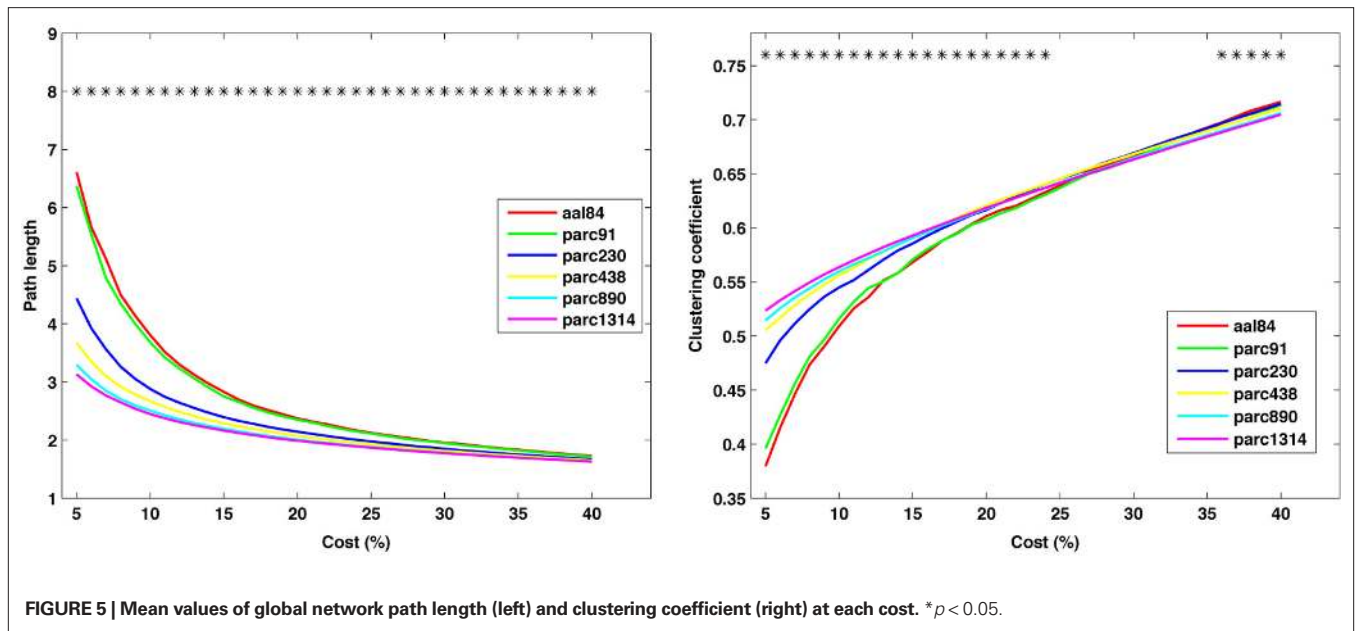 9
8
7
6
5
4
3
2
1
Path length
* * * * * * * * * * * * * * * * * * * * * * * * * * * * * * * * * * * *
aal84
parc91
parc230
parc438
parc890
parc1314
5 10 15 20 25 30 35 40
Cost (%)
0.75
0.7
0.65
0.6
0.55
0.5
0.45
0.4
0.35
Clustering coefficient
* * * * * * * * * * * * * * * * * * * * * * * * *
aal84
parc91
parc230
parc438
parc890
parc1314
5 10 15 20 25 30 35 40
Cost (%)
FIGURE 5 | Mean values of global network path length (left) and clustering coefficient (right) at each cost. *p < 0.05.